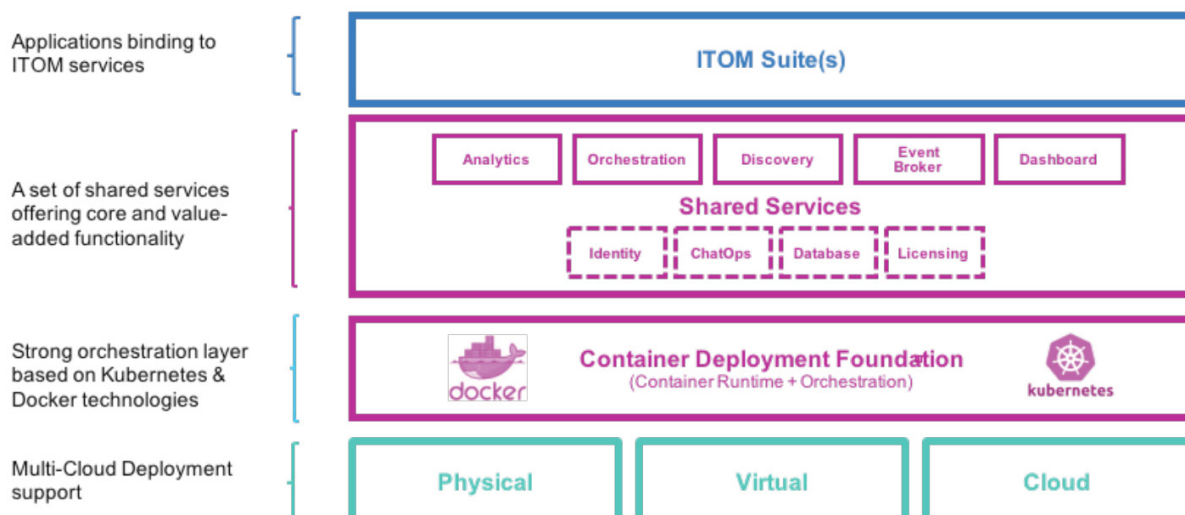 Applications binding to
ITOM services
ITOM Suite(s)
A set of shared services
offering core and value-
added functionality
Analytics
Orchestration
Discovery
Event
Broker
Dashboard
Shared Services
Identity
ChatOps
Database
Licensing
Strong orchestration layer
based on Kubernetes &
Docker technologies
docker
Container Deployment Foundation
(Container Runtime + Orchestration)
kubernetes
Multi-Cloud Deployment
support
Physical
Virtual
Cloud